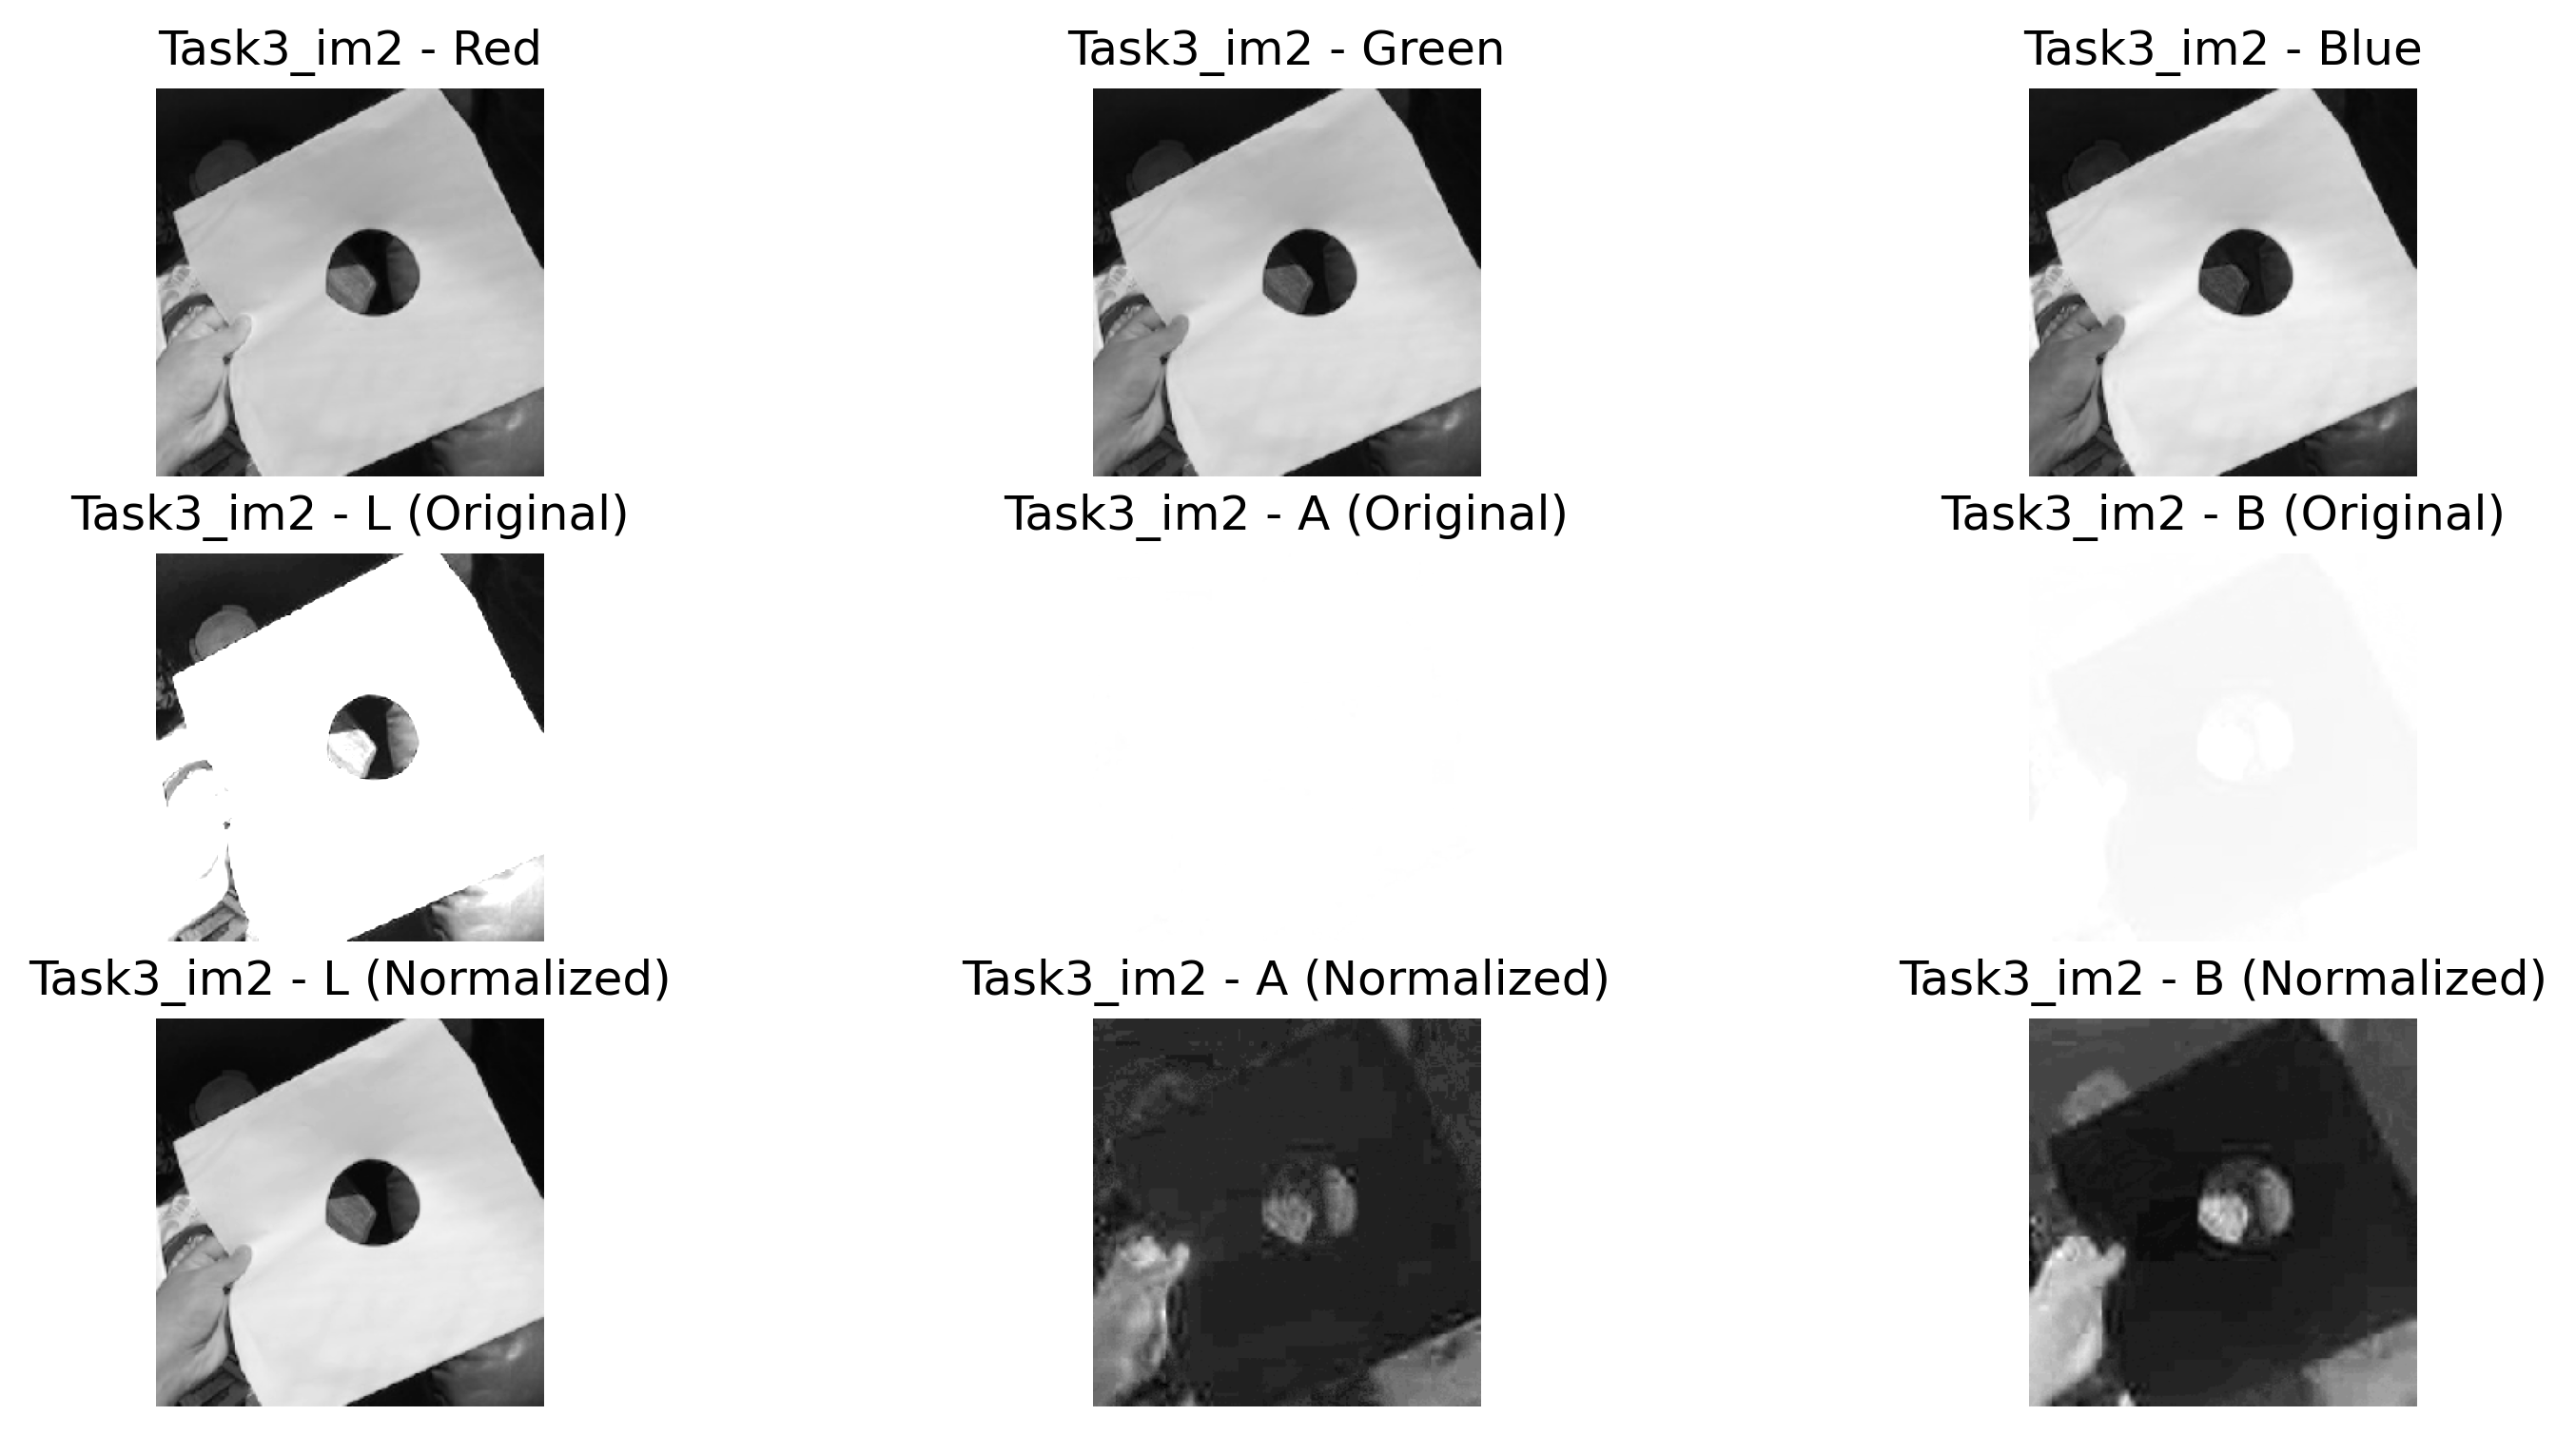 Task3_im2 - Red
Task3_im2 - Green
Task3_im2 - Blue
Task3_im2 - L (Original)
Task3_im2 - A (Original)
Task3_im2 - B (Original)
Task3_im2 - L (Normalized)
Task3_im2 - A (Normalized)
Task3_im2 - B (Normalized)